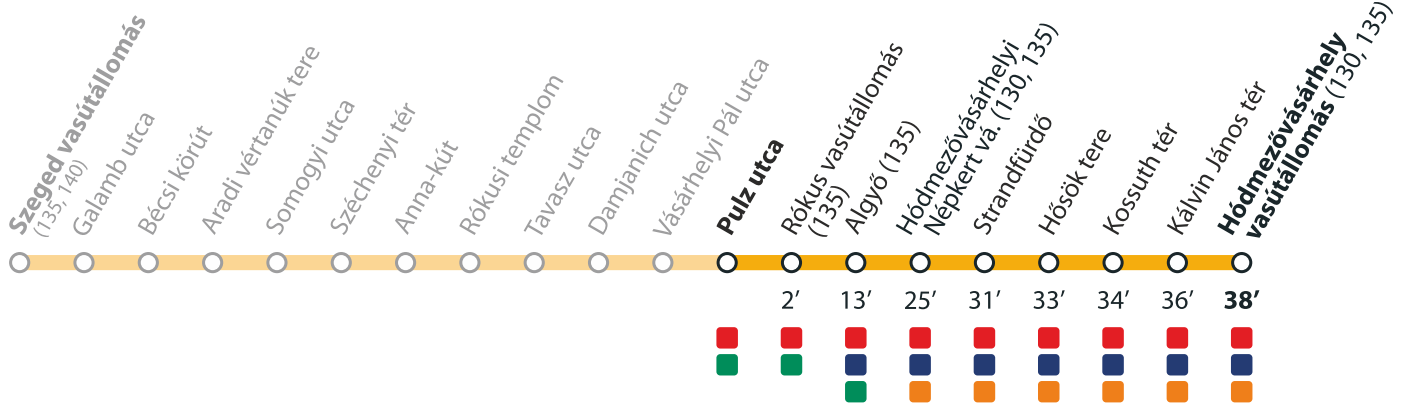 Szeged vasútállomás
(135, 140)
Galamb utca
Bécsi körút
Aradi vértanúk tere
Somogyi utca
Széchenyi tér
Anna-kút
Rókusi templom
Tavasz utca
Damjanich utca
Vásárhelyi Pál utca
Pulz utca
Rókus vasútállomás
(135)
Algyő (135)
Hódmezővásárhelyi
Népkert vá. (130, 135)
Strandfürdő
Hősök tere
Kossuth tér
Kálvin János tér
Hódmezővásárhely
vasútállomás (130, 135)
2′ 13′ 25′ 31′ 33′ 34′ 36′ 38′